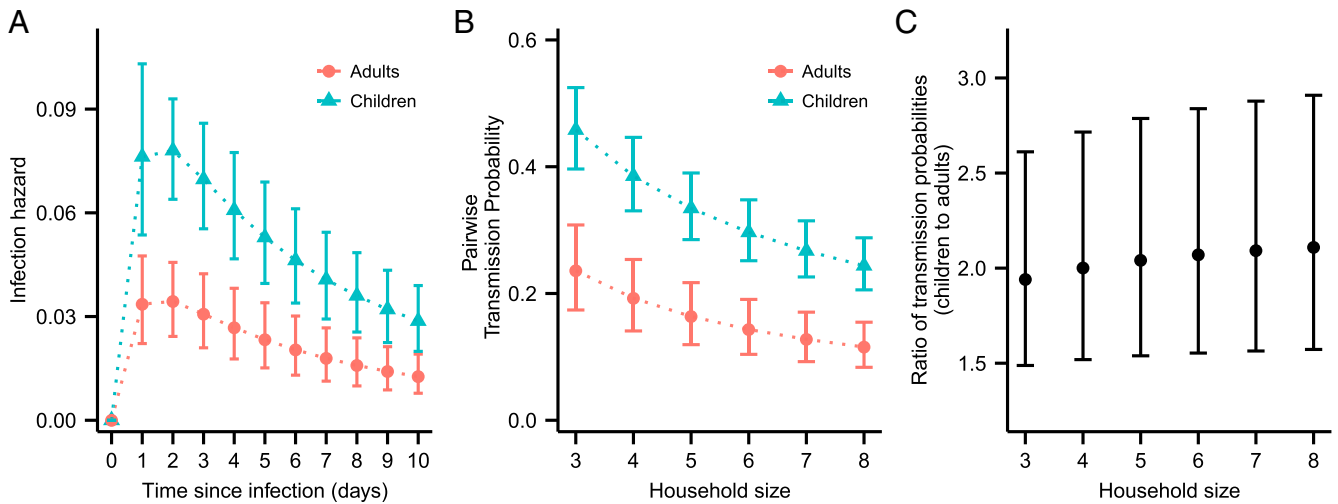 A
Infection hazard
0.09
0.06
0.03
0.00
Adults
Children
0 1 2 3 4 5 6 7 8 9 10
Time since infection (days)
B
Pairwise
Transmission Probability
0.6
0.4
0.2
0.0
Adults
Children
3 4 5 6 7 8
Household size
C
Ratio of transmission probabilities
(children to adults)
3.0
2.5
2.0
1.5
3 4 5 6 7 8
Household size